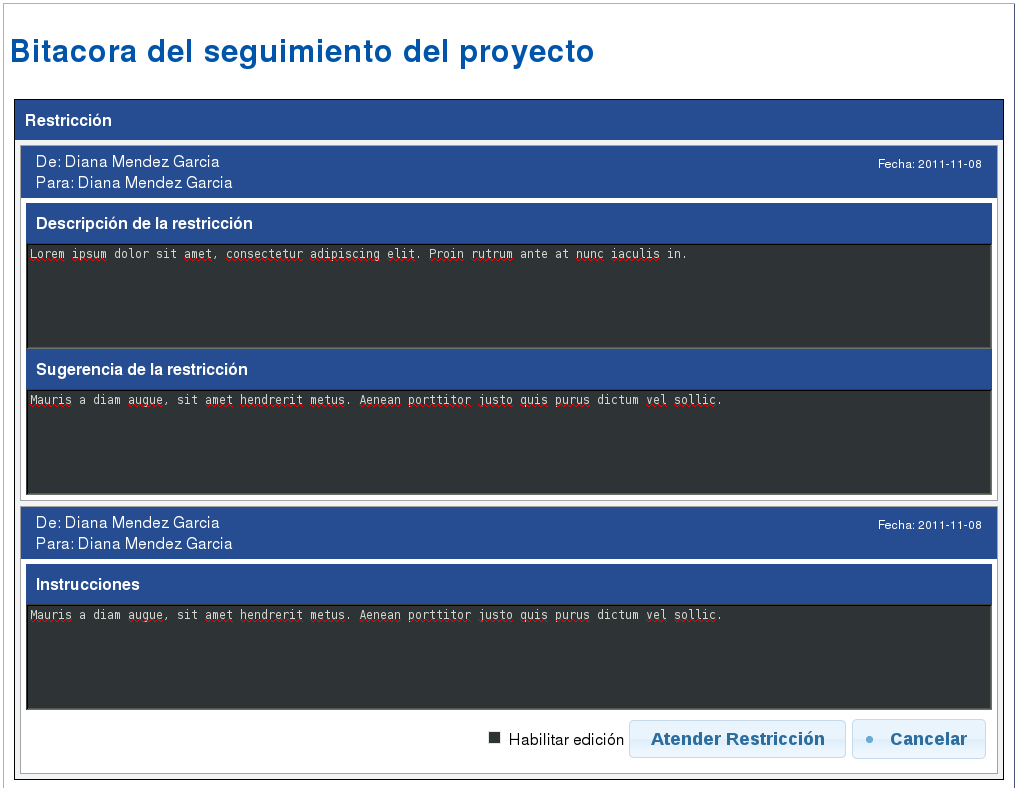 Bitacora del seguimiento del proyecto
Restricción
De: Diana Mendez Garcia
Fecha: 2011-11-08
Para: Diana Mendez Garcia
Descripción de la restricción
Lorem ipsum dolor sit amet, consectetur adipiscing elit. Proin rutrum ante at nunc iaculis in.
Sugerencia de la restricción
Mauris a diam augue, sit amet hendrerit metus. Aenean porttitor justo quis purus dictum vel sollic.
De: Diana Mendez Garcia
Fecha: 2011-11-08
Para: Diana Mendez Garcia
Instrucciones
Mauris a diam augue, sit amet hendrerit metus. Aenean porttitor justo quis purus dictum vel sollic.
Habilitar edición Atender Restricción Cancelar